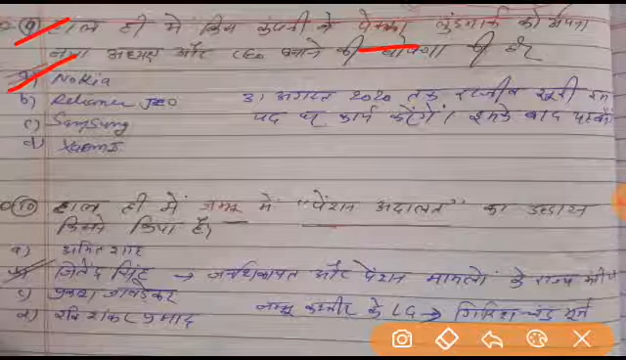 Q(9) हाल ही में किस कंपनी ने पेक्का लुंडमार्क को अपना
नया अध्यक्ष और CEO बनाने की घोषणा की है?
a) Nokia
b) Reliance JIO 31 अगस्त 2020 तक राजीव सूरी इस
c) Samsung पद पर कार्य करेंगे। इसके बाद
d) Xaomi
Q(10) हाल ही में जम्मू में "पेंशन अदालत" का उद्घाटन
किसने किया है।
a) अमित शाह
b) जितेंद्र सिंह → जनशिकायत और पेंशन मामलों के राज्य मंत्री
c) प्रकाश जावडेकर जम्मू कश्मीर के LG → गिरीश चंद्र मुर्मू
d) रवि शंकर प्रसाद